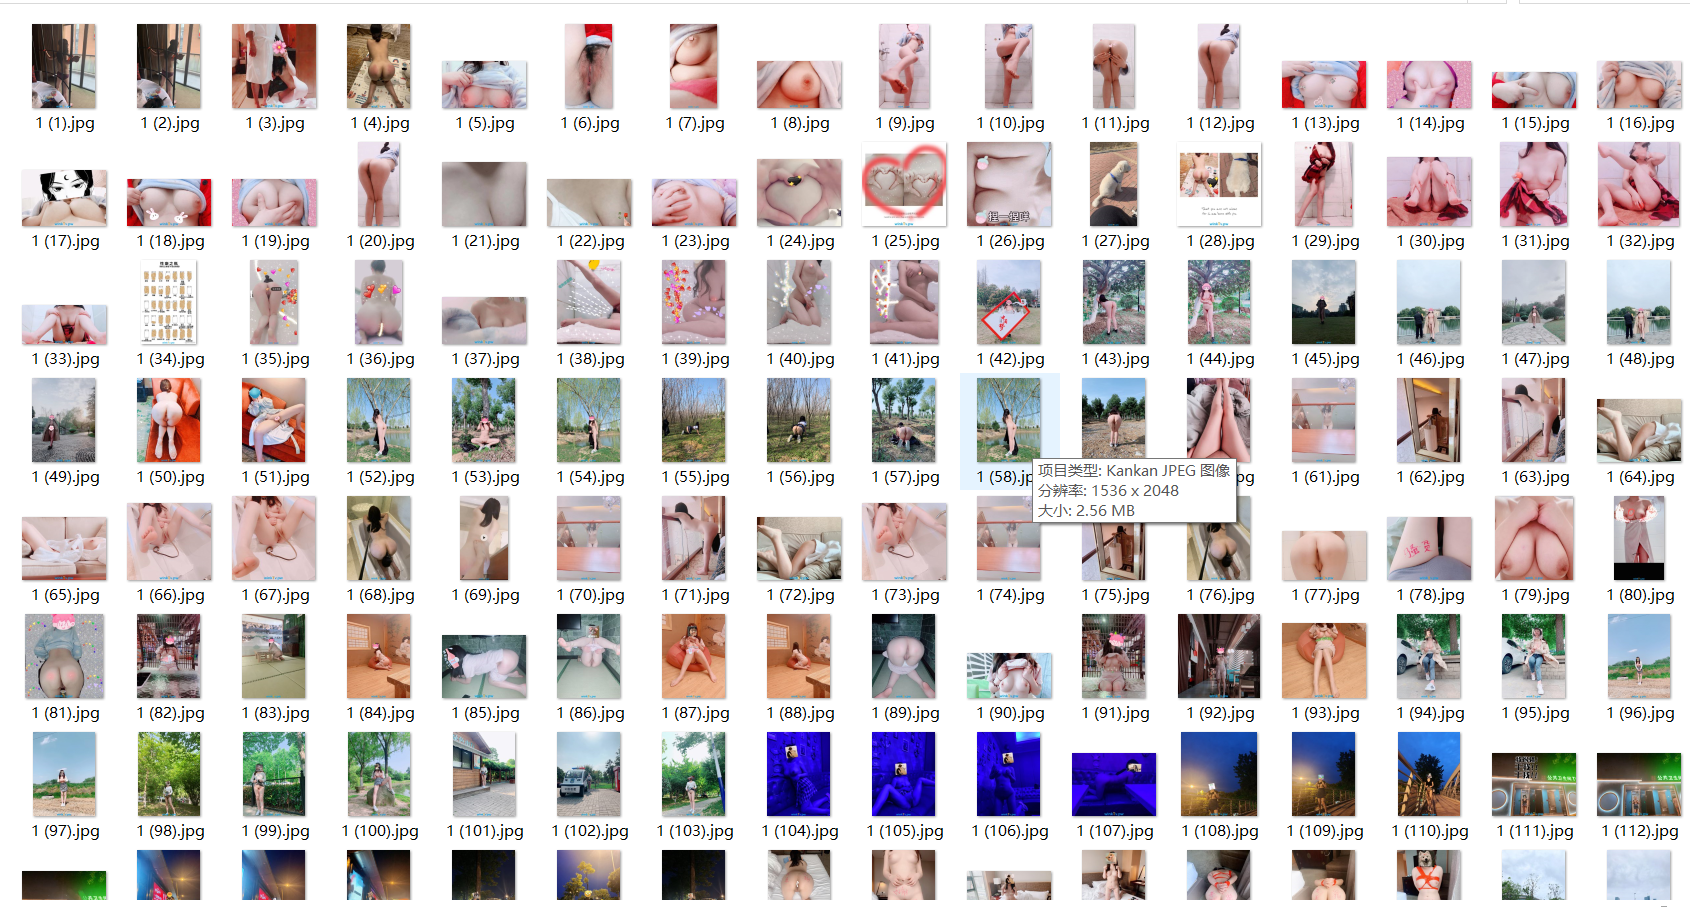 1 (1).jpg
1 (2).jpg
1 (3).jpg
1 (4).jpg
1 (5).jpg
1 (6).jpg
1 (7).jpg
1 (8).jpg
1 (9).jpg
1 (10).jpg
1 (11).jpg
1 (12).jpg
1 (13).jpg
1 (14).jpg
1 (15).jpg
1 (16).jpg
捏一捏咩
1 (17).jpg
1 (18).jpg
1 (19).jpg
1 (20).jpg
1 (21).jpg
1 (22).jpg
1 (23).jpg
1 (24).jpg
1 (25).jpg
1 (26).jpg
1 (27).jpg
1 (28).jpg
1 (29).jpg
1 (30).jpg
1 (31).jpg
1 (32).jpg
1 (33).jpg
1 (34).jpg
1 (35).jpg
1 (36).jpg
1 (37).jpg
1 (38).jpg
1 (39).jpg
1 (40).jpg
1 (41).jpg
1 (42).jpg
1 (43).jpg
1 (44).jpg
1 (45).jpg
1 (46).jpg
1 (47).jpg
1 (48).jpg
1 (49).jpg
1 (50).jpg
1 (51).jpg
1 (52).jpg
1 (53).jpg
1 (54).jpg
1 (55).jpg
1 (56).jpg
1 (57).jpg
1 (58).jp
pg
1 (61).jpg
1 (62).jpg
1 (63).jpg
1 (64).jpg
项目类型: Kankan JPEG 图像
分辨率: 1536 x 2048
大小: 2.56 MB
1 (65).jpg
1 (66).jpg
1 (67).jpg
1 (68).jpg
1 (69).jpg
1 (70).jpg
1 (71).jpg
1 (72).jpg
1 (73).jpg
1 (74).jpg
1 (75).jpg
1 (76).jpg
1 (77).jpg
1 (78).jpg
1 (79).jpg
1 (80).jpg
1 (81).jpg
1 (82).jpg
1 (83).jpg
1 (84).jpg
1 (85).jpg
1 (86).jpg
1 (87).jpg
1 (88).jpg
1 (89).jpg
1 (90).jpg
1 (91).jpg
1 (92).jpg
1 (93).jpg
1 (94).jpg
1 (95).jpg
1 (96).jpg
1 (97).jpg
1 (98).jpg
1 (99).jpg
1 (100).jpg
1 (101).jpg
1 (102).jpg
1 (103).jpg
1 (104).jpg
1 (105).jpg
1 (106).jpg
1 (107).jpg
1 (108).jpg
1 (109).jpg
1 (110).jpg
1 (111).jpg
1 (112).jpg